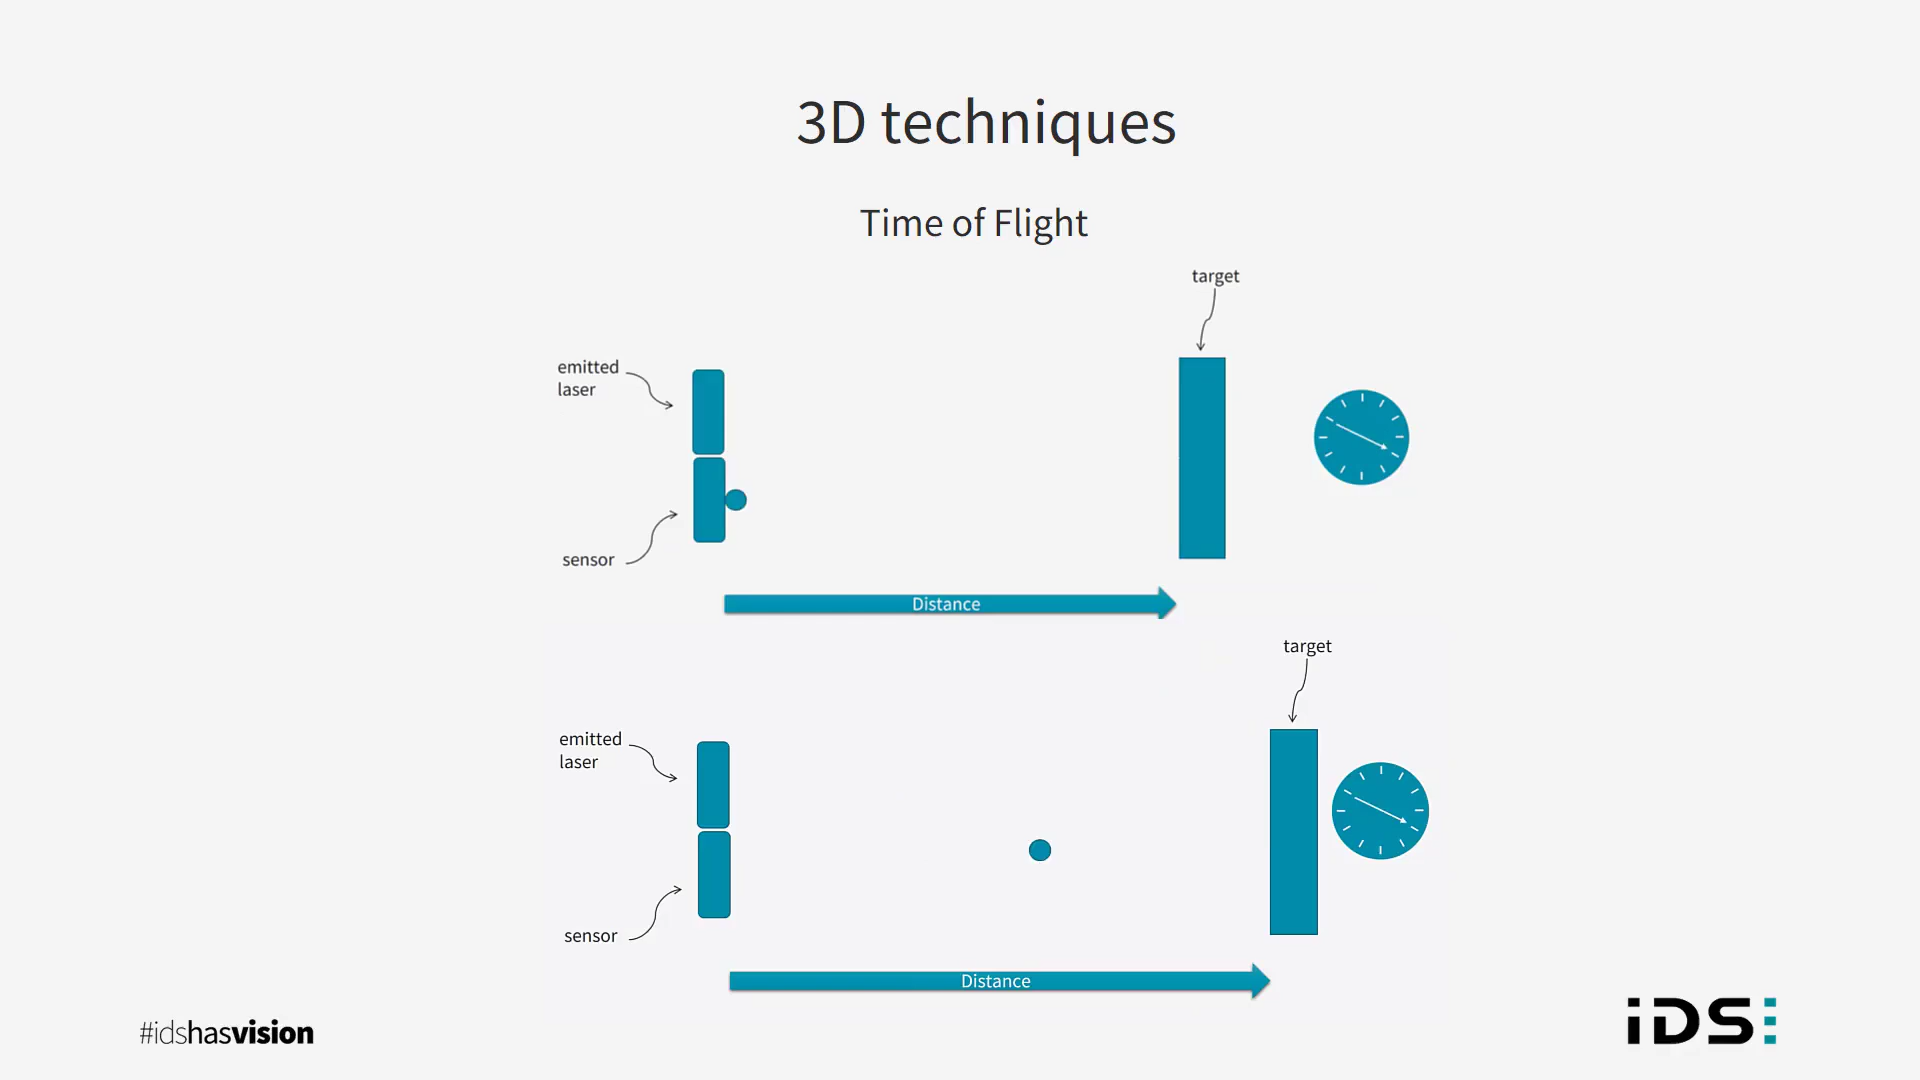 3D techniques
Time of Flight
target
emitted
laser
sensor
Distance
target
emitted
laser
sensor
Distance
#idshasvision
iDS